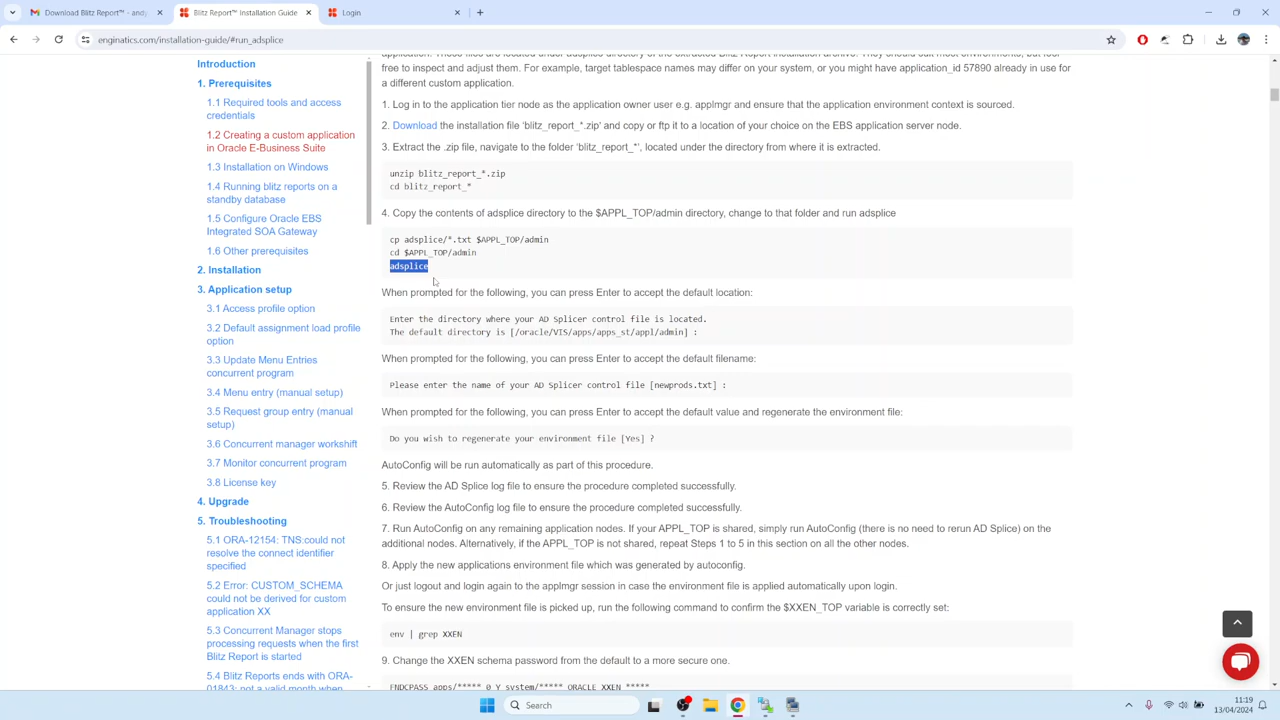 Download Blitz Report™ - andy
Blitz Report™ Installation Guide
Login
enginatics.com/installation-guide/#run_adsplice
Introduction
1. Prerequisites
1.1 Required tools and access
credentials
1.2 Creating a custom application
in Oracle E-Business Suite
1.3 Installation on Windows
1.4 Running blitz reports on a
standby database
1.5 Configure Oracle EBS
Integrated SOA Gateway
1.6 Other prerequisites
2. Installation
3. Application setup
3.1 Access profile option
3.2 Default assignment load profile
option
3.3 Update Menu Entries
concurrent program
3.4 Menu entry (manual setup)
3.5 Request group entry (manual
setup)
3.6 Concurrent manager workshift
3.7 Monitor concurrent program
3.8 License key
4. Upgrade
5. Troubleshooting
5.1 ORA-12154: TNS:could not
resolve the connect identifier
specified
5.2 Error: CUSTOM_SCHEMA
could not be derived for custom
application XX
5.3 Concurrent Manager stops
processing requests when the first
Blitz Report is started
5.4 Blitz Reports ends with ORA-
01843: not a valid month when
free to inspect and adjust them. For example, target tablespace names may differ on your system, or you might have application_id 57890 already in use for
a different custom application.
1. Log in to the application tier node as the application owner user e.g. applmgr and ensure that the application environment context is sourced.
2. Download the installation file 'blitz_report_*.zip' and copy or ftp it to a location of your choice on the EBS application server node.
3. Extract the .zip file, navigate to the folder 'blitz_report_*', located under the directory from where it is extracted.
unzip blitz_report_*.zip
cd blitz_report_*
4. Copy the contents of adsplice directory to the $APPL_TOP/admin directory, change to that folder and run adsplice
cp adsplice/*.txt $APPL_TOP/admin
cd $APPL_TOP/admin
adsplice
When prompted for the following, you can press Enter to accept the default location:
Enter the directory where your AD Splicer control file is located.
The default directory is [/oracle/VIS/apps/apps_st/appl/admin] :
When prompted for the following, you can press Enter to accept the default filename:
Please enter the name of your AD Splicer control file [newprods.txt] :
When prompted for the following, you can press Enter to accept the default value and regenerate the environment file:
Do you wish to regenerate your environment file [Yes] ?
AutoConfig will be run automatically as part of this procedure.
5. Review the AD Splice log file to ensure the procedure completed successfully.
6. Review the AutoConfig log file to ensure the procedure completed successfully.
7. Run AutoConfig on any remaining application nodes. If your APPL_TOP is shared, simply run AutoConfig (there is no need to rerun AD Splice) on the
additional nodes. Alternatively, if the APPL_TOP is not shared, repeat Steps 1 to 5 in this section on all the other nodes.
8. Apply the new applications environment file which was generated by autoconfig.
Or just logout and login again to the applmgr session in case the environment file is applied automatically upon login.
To ensure the new environment file is picked up, run the following command to confirm the $XXEN_TOP variable is correctly set:
env | grep XXEN
9. Change the XXEN schema password from the default to a more secure one.
FNDCPASS apps/***** 0 Y system/***** ORACLE XXEN *****
Search
11:19
13/04/2024